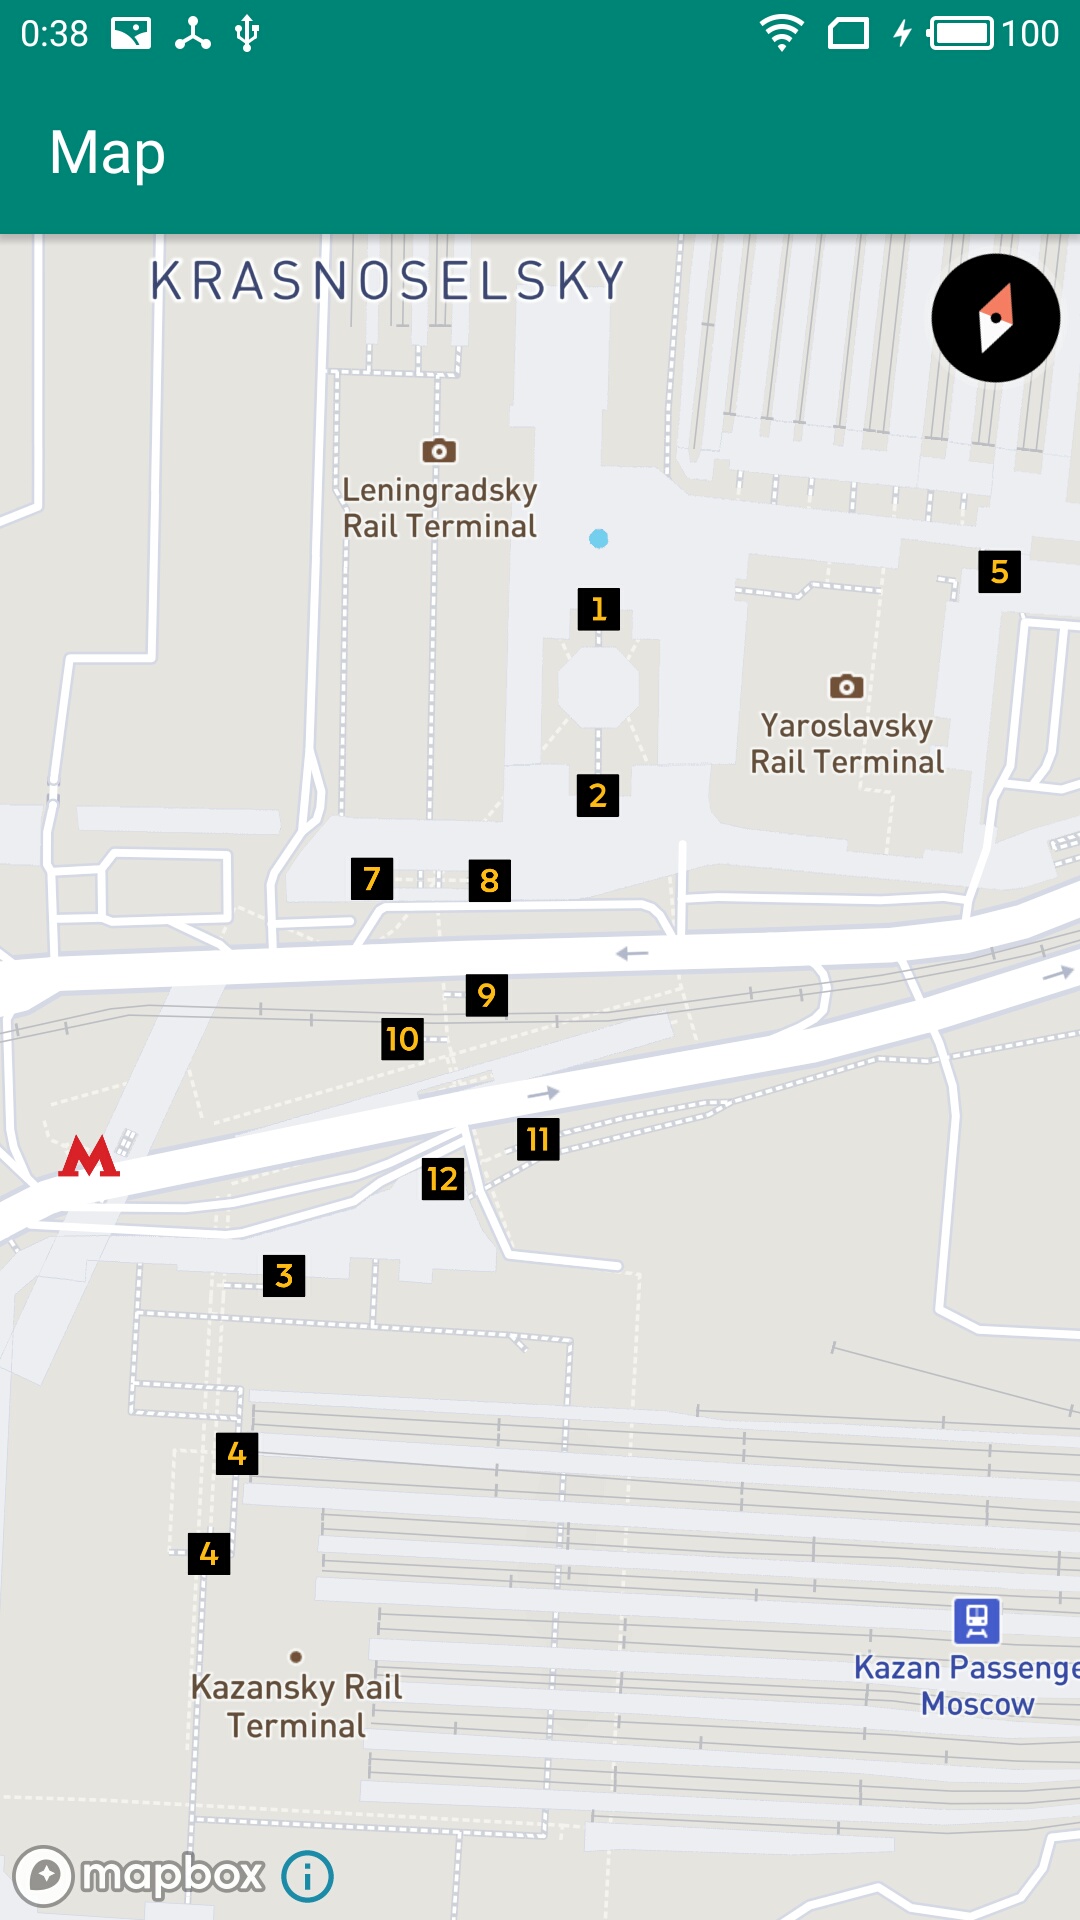 0:38
100
Map
KRASNOSELSKY
Leningradsky
Rail Terminal
5
1
Yaroslavsky
Rail Terminal
2
7
8
9
10
11
12
3
4
4
Kazansky Rail
Terminal
Kazan Passenge
Moscow
mapbox